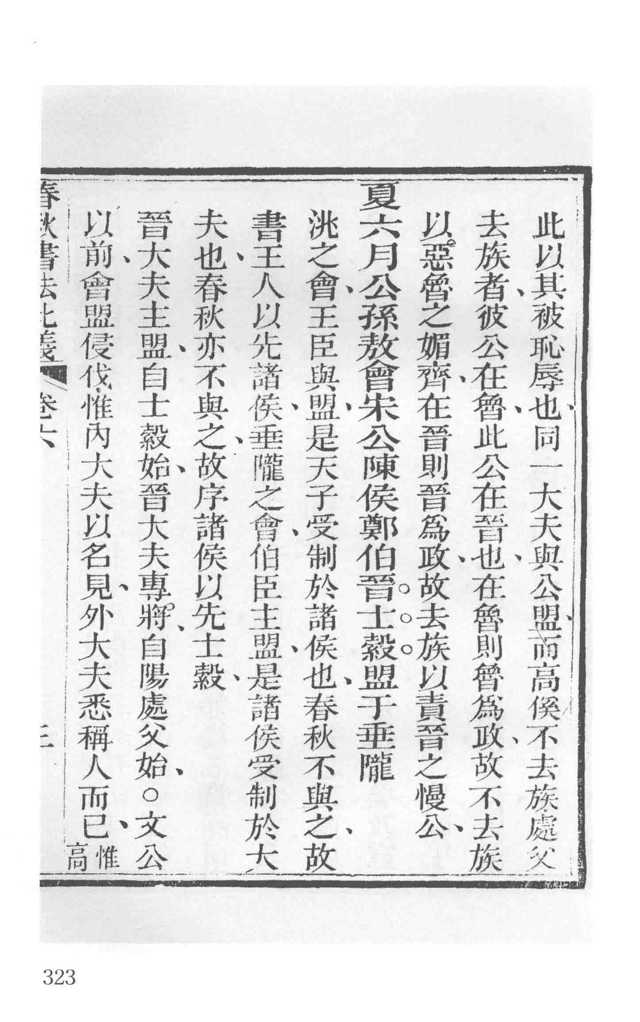 此以其被恥辱也同一大夫與公盟而高傒不去族處父
去族者彼公在魯此公在晉也在魯則魯為政故不去族
以惡魯之媚齊在晉則晉為政故去族以責晉之慢公
夏六月公孫敖會宋公陳侯鄭伯晉士縠盟于垂隴
洮之會王臣與盟是天子受制於諸侯也春秋不與之故
書王人以先諸侯垂隴之會伯臣主盟是諸侯受制於大
夫也春秋亦不與之故序諸侯以先士縠
晉大夫主盟自士縠始晉大夫專將自陽處父始○文公
以前會盟侵伐惟內大夫以名見外大夫悉稱人而已惟高
春秋書法比義 卷六
323